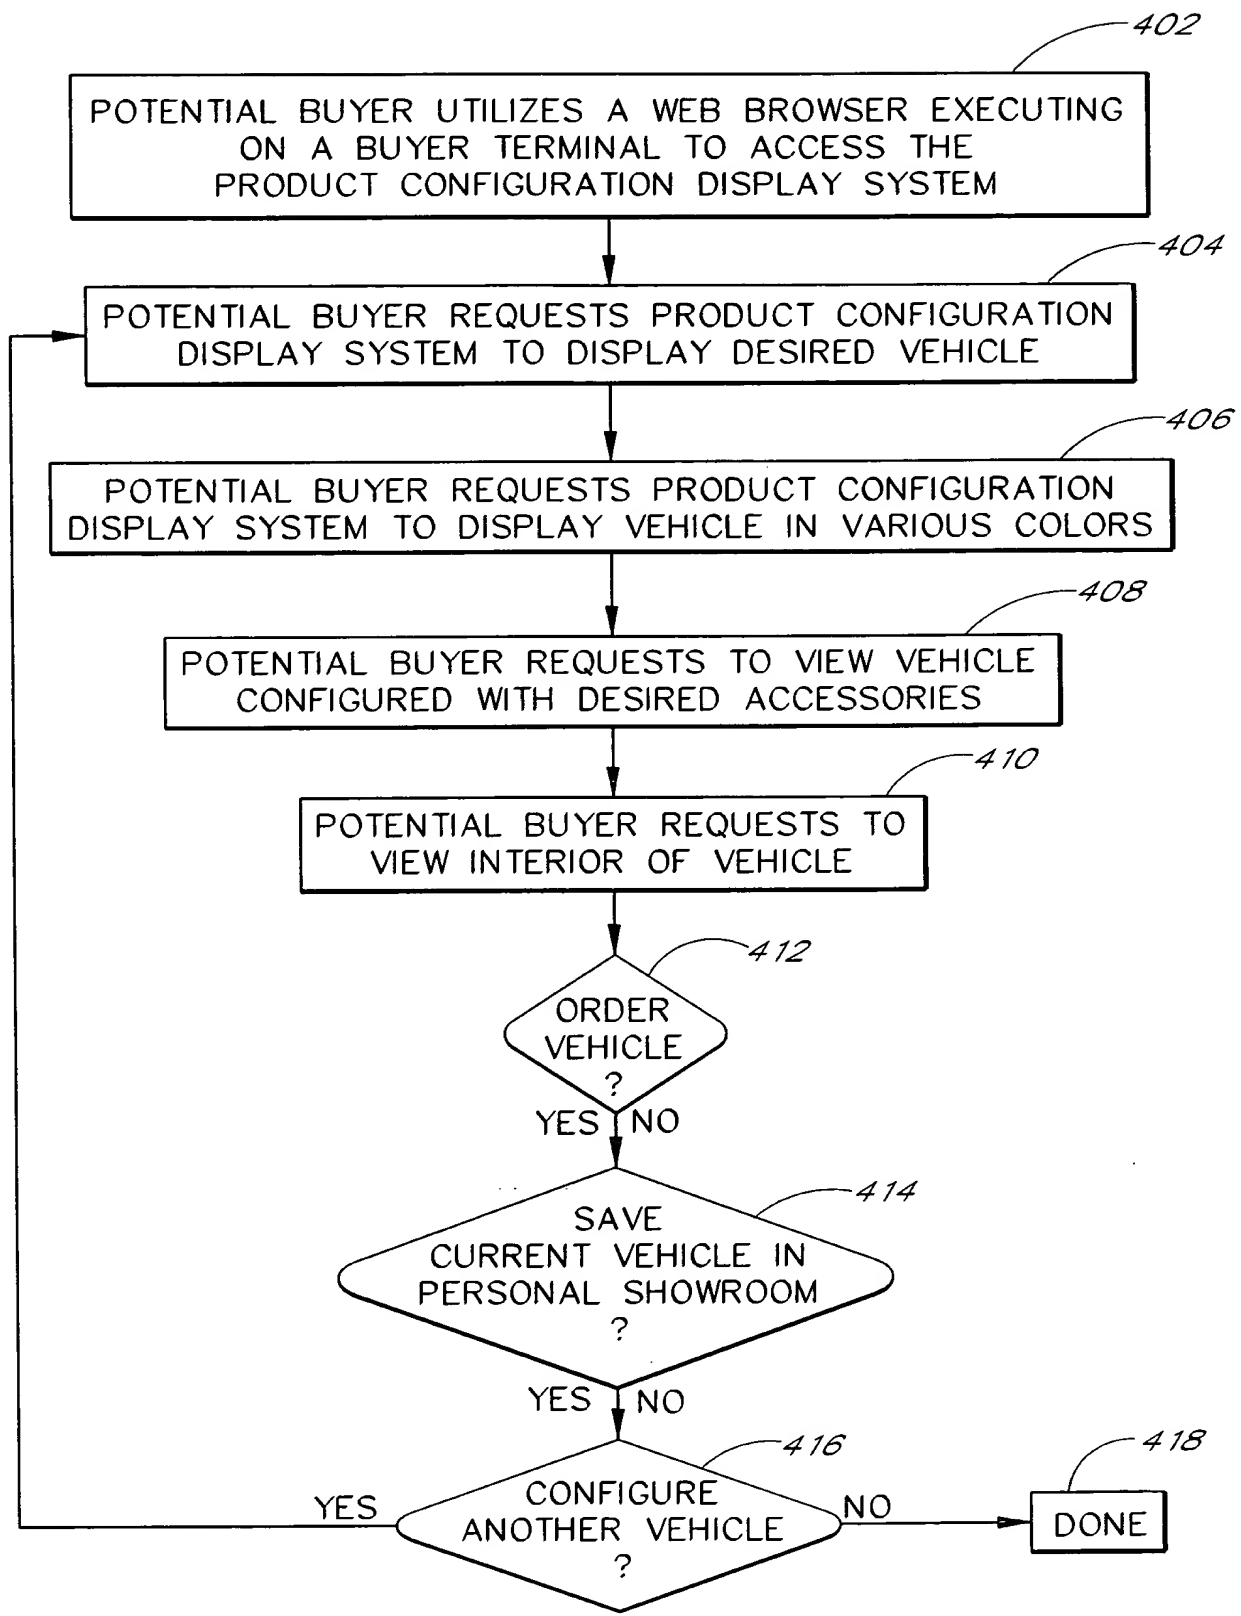 402
POTENTIAL BUYER UTILIZES A WEB BROWSER EXECUTING
ON A BUYER TERMINAL TO ACCESS THE
PRODUCT CONFIGURATION DISPLAY SYSTEM
404
POTENTIAL BUYER REQUESTS PRODUCT CONFIGURATION
DISPLAY SYSTEM TO DISPLAY DESIRED VEHICLE
406
POTENTIAL BUYER REQUESTS PRODUCT CONFIGURATION
DISPLAY SYSTEM TO DISPLAY VEHICLE IN VARIOUS COLORS
408
POTENTIAL BUYER REQUESTS TO VIEW VEHICLE
CONFIGURED WITH DESIRED ACCESSORIES
410
POTENTIAL BUYER REQUESTS TO
VIEW INTERIOR OF VEHICLE
412
ORDER
VEHICLE
?
YES NO
414
SAVE
CURRENT VEHICLE IN
PERSONAL SHOWROOM
?
YES NO
416
CONFIGURE
ANOTHER VEHICLE
?
YES
NO
418
DONE